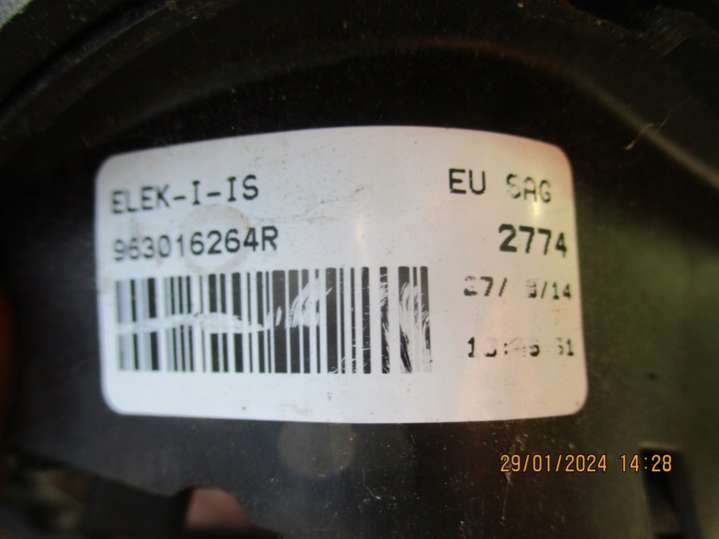 ELEK-I-IS
EU SAG
963016264R
2774
29/01/2024 14:28